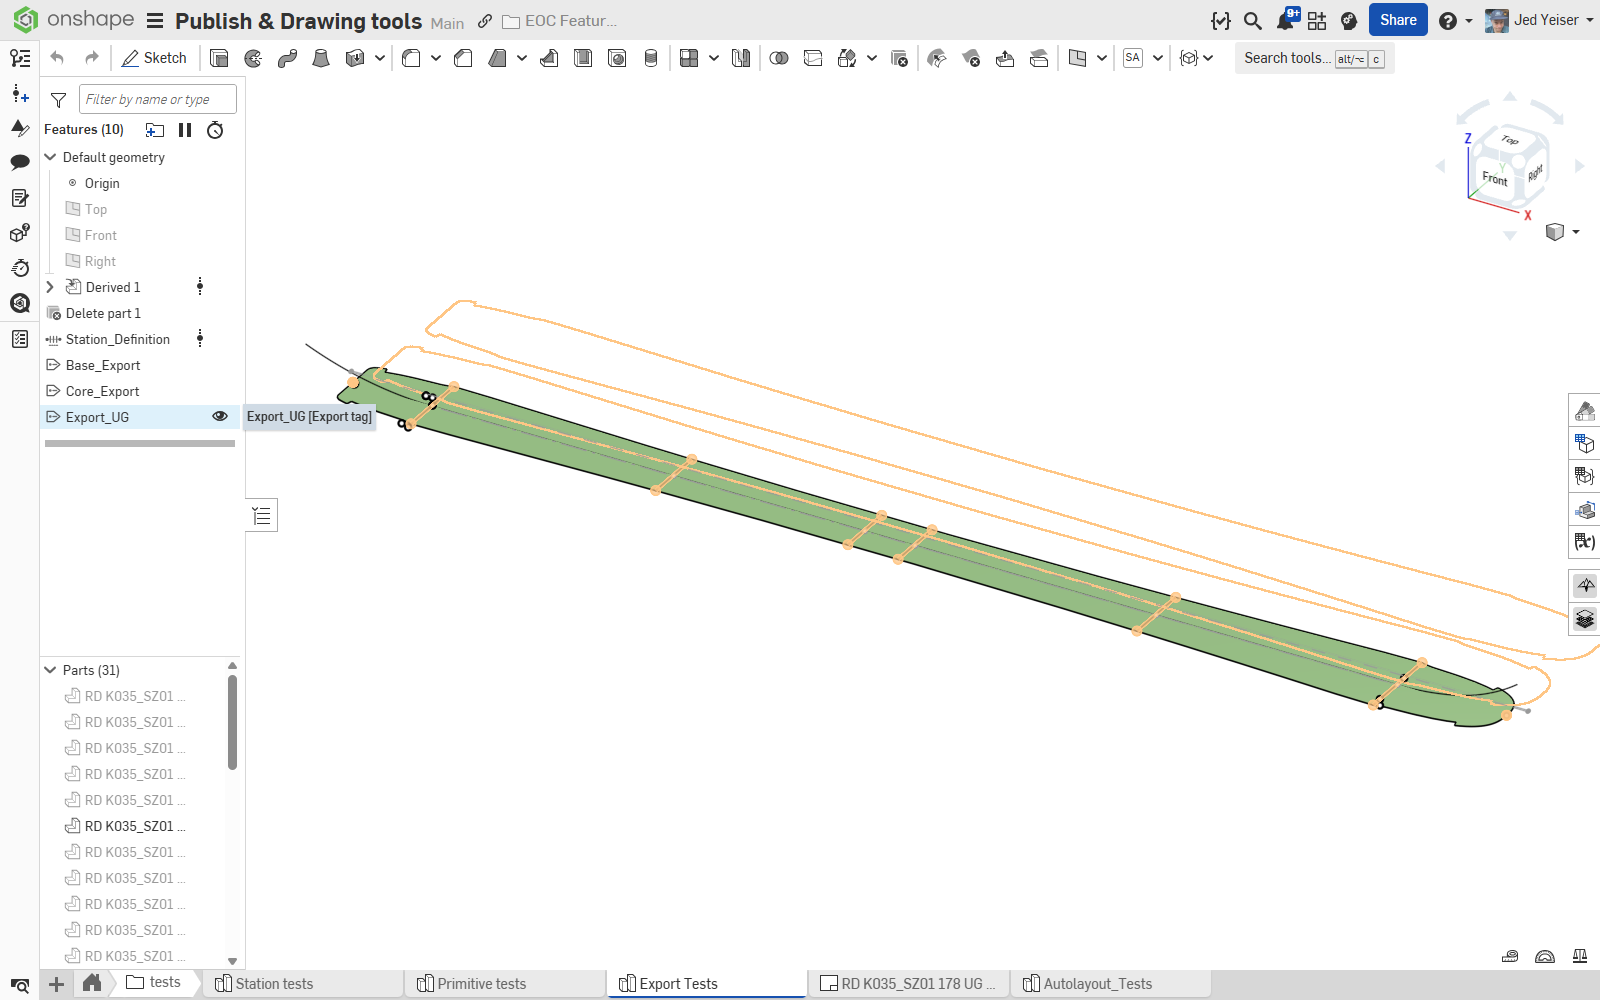 onshape
Publish & Drawing tools Main EOC Featur...
9+
Share
Jed Yeiser
Sketch
SA
Search tools... alt/⌥ c
Filter by name or type
Features (10)
Default geometry
Origin
Top
Front
Right
Derived 1
Delete part 1
Station_Definition
Base_Export
Core_Export
Export_UG
Export_UG [Export tag]
Z
Top
Y
Front
Right
X
Parts (31)
RD K035_SZ01 ...
RD K035_SZ01 ...
RD K035_SZ01 ...
RD K035_SZ01 ...
RD K035_SZ01 ...
RD K035_SZ01 ...
RD K035_SZ01 ...
RD K035_SZ01 ...
RD K035_SZ01 ...
RD K035_SZ01 ...
RD K035_SZ01 ...
tests
Station tests
Primitive tests
Export Tests
RD K035_SZ01 178 UG ...
Autolayout_Tests